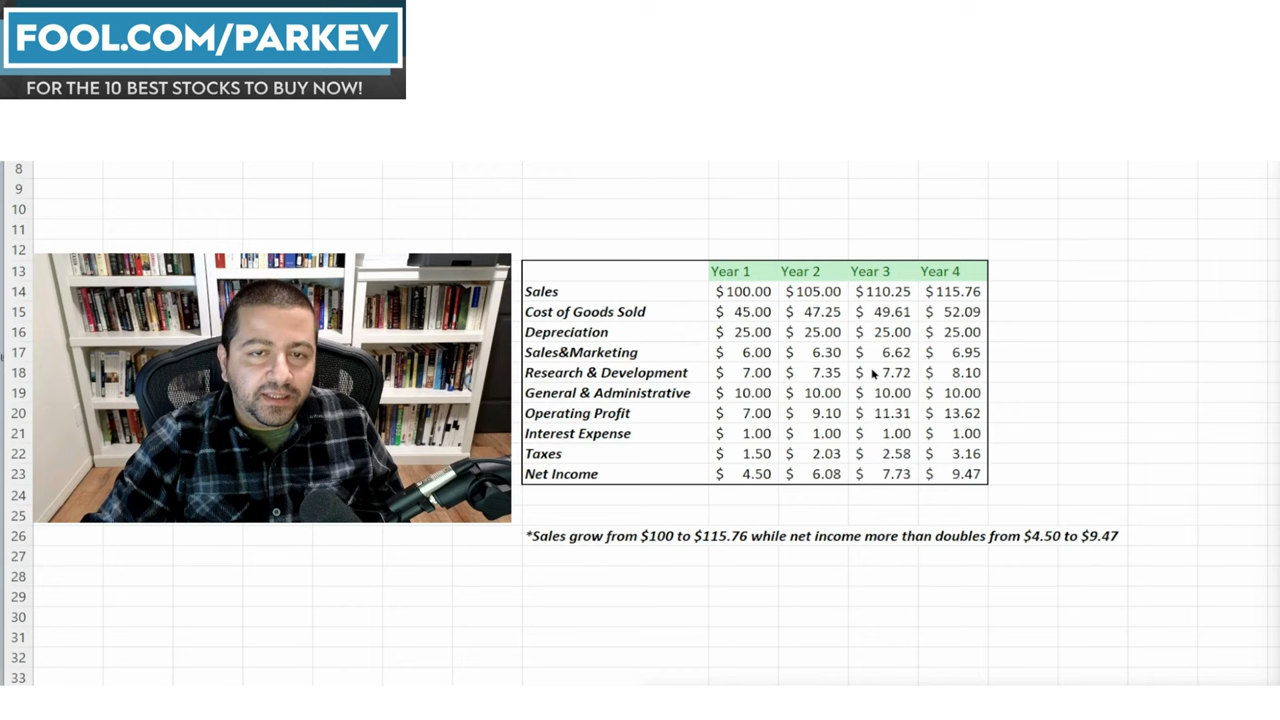 FOOL.COM/PARKEV
FOR THE 10 BEST STOCKS TO BUY NOW!
8
9
10
11
12
13 Year 1 Year 2 Year 3 Year 4
14 Sales $ 100.00 $ 105.00 $ 110.25 $ 115.76
15 Cost of Goods Sold $ 45.00 $ 47.25 $ 49.61 $ 52.09
16 Depreciation $ 25.00 $ 25.00 $ 25.00 $ 25.00
17 Sales&Marketing $ 6.00 $ 6.30 $ 6.62 $ 6.95
18 Research & Development $ 7.00 $ 7.35 $ 7.72 $ 8.10
19 General & Administrative $ 10.00 $ 10.00 $ 10.00 $ 10.00
20 Operating Profit $ 7.00 $ 9.10 $ 11.31 $ 13.62
21 Interest Expense $ 1.00 $ 1.00 $ 1.00 $ 1.00
22 Taxes $ 1.50 $ 2.03 $ 2.58 $ 3.16
23 Net Income $ 4.50 $ 6.08 $ 7.73 $ 9.47
24
25
26 *Sales grow from $100 to $115.76 while net income more than doubles from $4.50 to $9.47
27
28
29
30
31
32
33